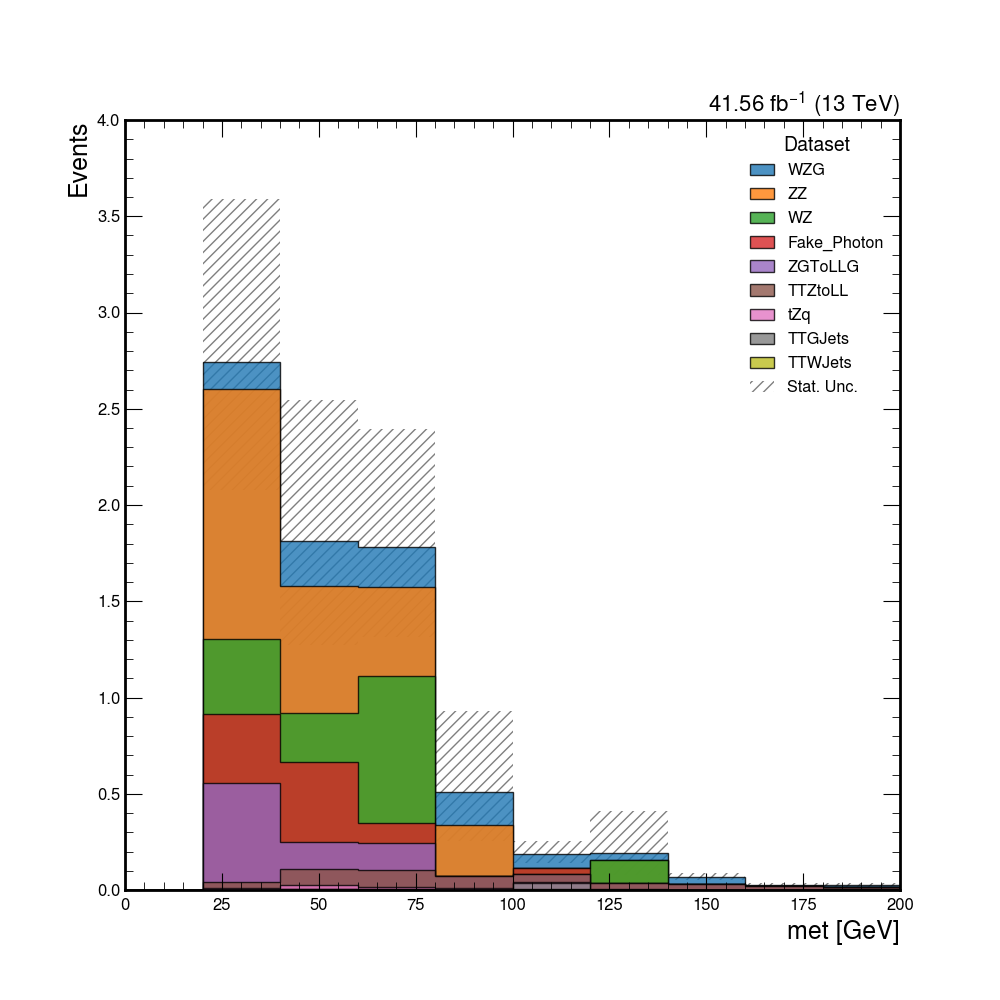 41.56 fb⁻¹ (13 TeV)
Events
4.0
3.5
3.0
2.5
2.0
1.5
1.0
0.5
0.0
Dataset
WZG
ZZ
WZ
Fake_Photon
ZGToLLG
TTZtoLL
tZq
TTGJets
TTWJets
Stat. Unc.
0 25 50 75 100 125 150 175 200
met [GeV]